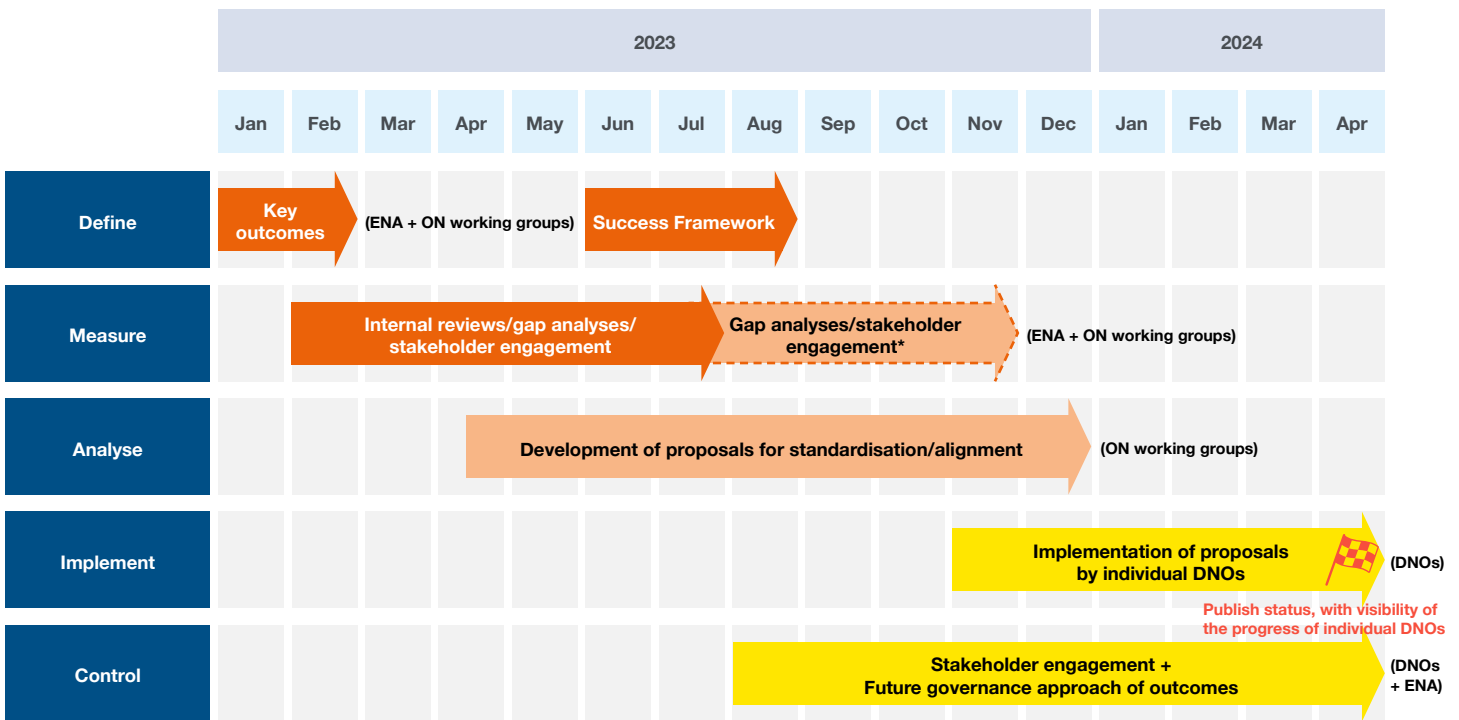 2023
2024
Jan
Feb
Mar
Apr
May
Jun
Jul
Aug
Sep
Oct
Nov
Dec
Jan
Feb
Mar
Apr
Define
Key
outcomes
(ENA + ON working groups)
Success Framework
Measure
Internal reviews/gap analyses/
stakeholder engagement
Gap analyses/stakeholder
engagement*
(ENA + ON working groups)
Analyse
Development of proposals for standardisation/alignment
(ON working groups)
Implement
Implementation of proposals
by individual DNOs
(DNOs)
Publish status, with visibility of
the progress of individual DNOs
Control
Stakeholder engagement +
Future governance approach of outcomes
(DNOs
+ ENA)